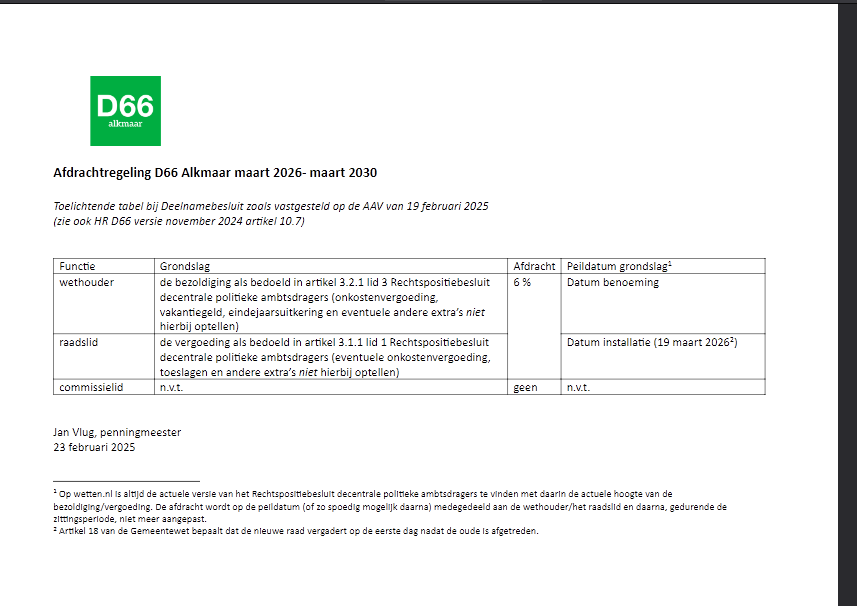 D66
alkmaar
Afdrachtregeling D66 Alkmaar maart 2026- maart 2030
Toelichtende tabel bij Deelnamebesluit zoals vastgesteld op de AAV van 19 februari 2025
(zie ook HR D66 versie november 2024 artikel 10.7)
Functie Grondslag Afdracht Peildatum grondslag¹
wethouder de bezoldiging als bedoeld in artikel 3.2.1 lid 3 Rechtspositiebesluit 6 % Datum benoeming
decentrale politieke ambtsdragers (onkostenvergoeding,
vakantiegeld, eindejaarsuitkering en eventuele andere extra's niet
hierbij optellen)
raadslid de vergoeding als bedoeld in artikel 3.1.1 lid 1 Rechtspositiebesluit Datum installatie (19 maart 2026²)
decentrale politieke ambtsdragers (eventuele onkostenvergoeding,
toeslagen en andere extra's niet hierbij optellen)
commissielid n.v.t. geen n.v.t.
Jan Vlug, penningmeester
23 februari 2025
¹ Op wetten.nl is altijd de actuele versie van het Rechtspositiebesluit decentrale politieke ambtsdragers te vinden met daarin de actuele hoogte van de
bezoldiging/vergoeding. De afdracht wordt op de peildatum (of zo spoedig mogelijk daarna) medegedeeld aan de wethouder/het raadslid en daarna, gedurende de
zittingsperiode, niet meer aangepast.
² Artikel 18 van de Gemeentewet bepaalt dat de nieuwe raad vergadert op de eerste dag nadat de oude is afgetreden.